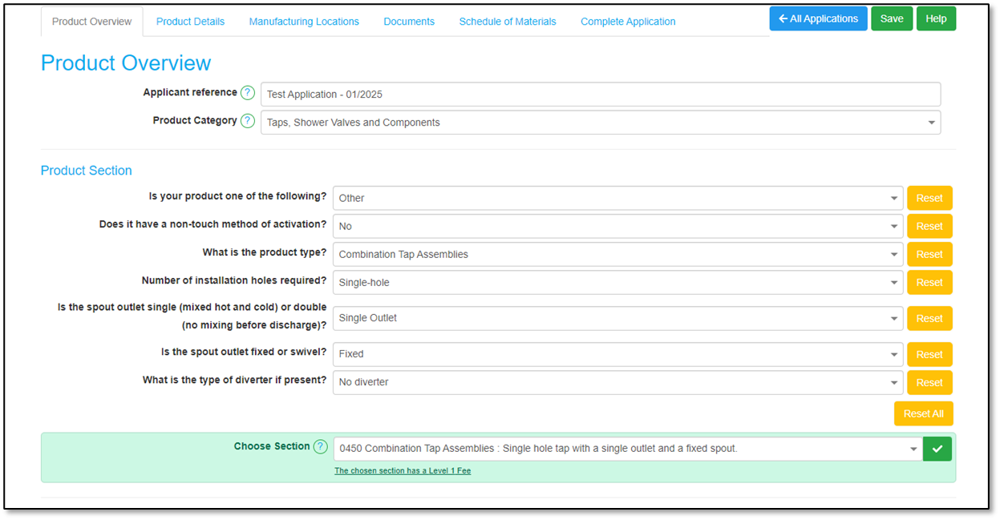 Product Overview
Product Details
Manufacturing Locations
Documents
Schedule of Materials
Complete Application
← All Applications
Save
Help
Product Overview
Applicant reference ?
Test Application - 01/2025
Product Category ?
Taps, Shower Valves and Components
Product Section
Is your product one of the following?
Other
Reset
Does it have a non-touch method of activation?
No
Reset
What is the product type?
Combination Tap Assemblies
Reset
Number of installation holes required?
Single-hole
Reset
Is the spout outlet single (mixed hot and cold) or double
(no mixing before discharge)?
Single Outlet
Reset
Is the spout outlet fixed or swivel?
Fixed
Reset
What is the type of diverter if present?
No diverter
Reset
Reset All
Choose Section ?
0450 Combination Tap Assemblies : Single hole tap with a single outlet and a fixed spout.
The chosen section has a Level 1 Fee